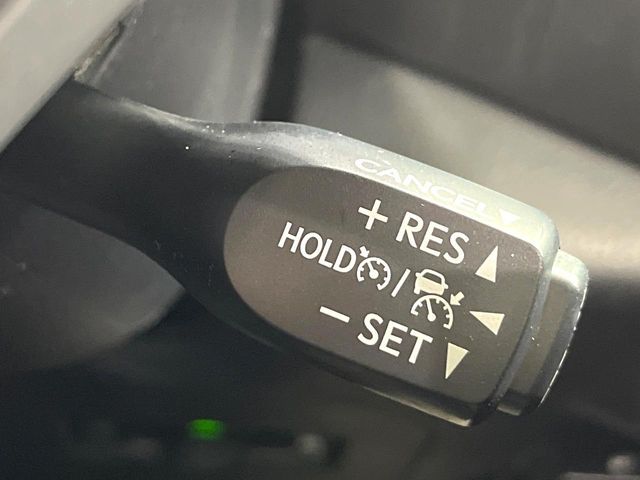 CANCEL
+ RES
HOLD /
- SET